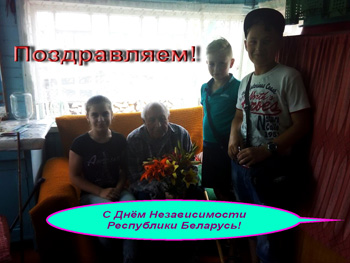 Поздравляем!
С Днём Независимости
Республики Беларусь!